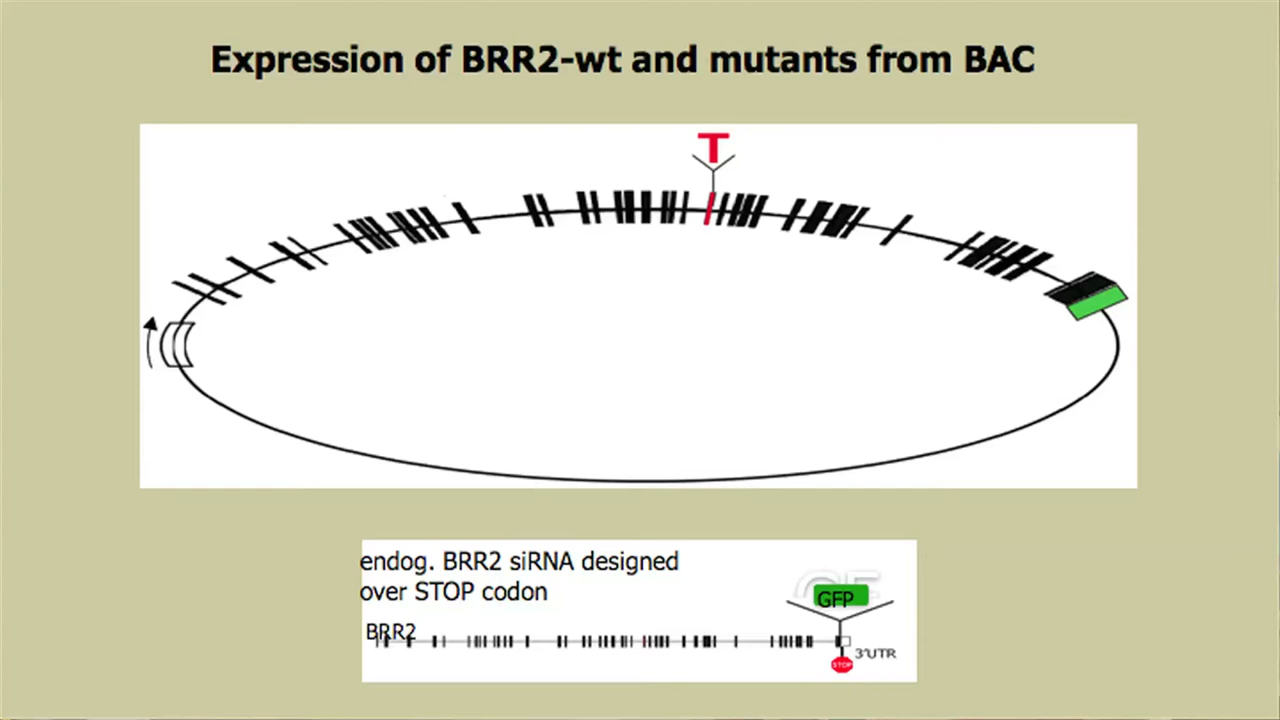 Expression of BRR2-wt and mutants from BAC
T
endog. BRR2 siRNA designed
over STOP codon
GFP
BRR2
3'UTR
STOP